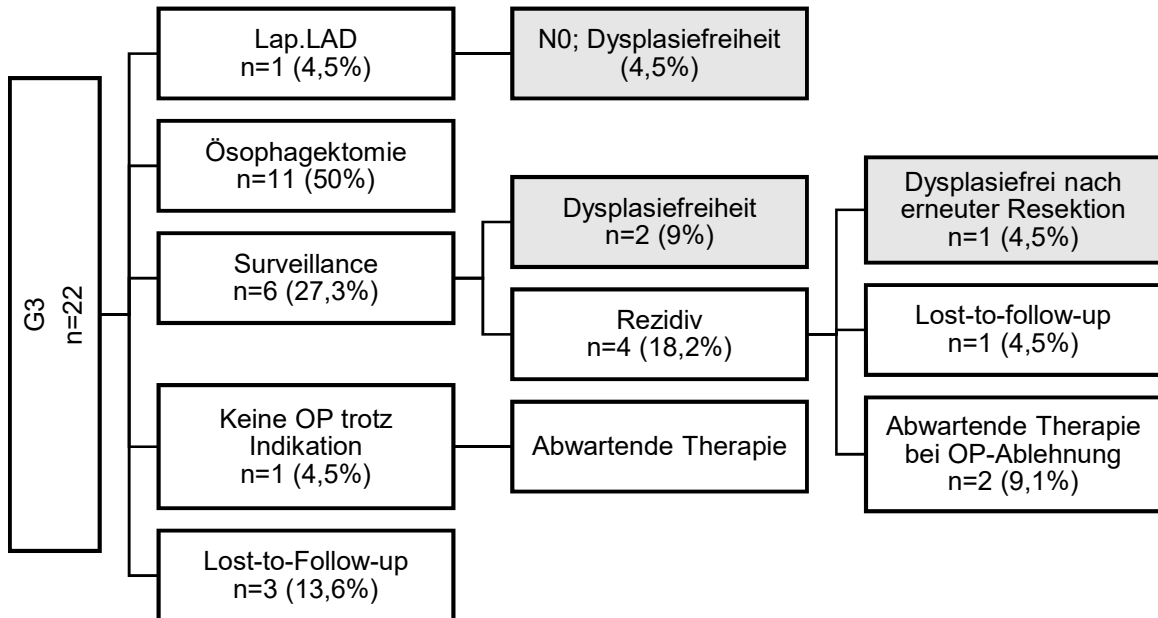 G3
n=22
Lap.LAD
n=1 (4,5%)
N0; Dysplasiefreiheit
(4,5%)
Ösophagektomie
n=11 (50%)
Surveillance
n=6 (27,3%)
Dysplasiefreiheit
n=2 (9%)
Rezidiv
n=4 (18,2%)
Dysplasiefrei nach
erneuter Resektion
n=1 (4,5%)
Lost-to-follow-up
n=1 (4,5%)
Abwartende Therapie
bei OP-Ablehnung
n=2 (9,1%)
Keine OP trotz
Indikation
n=1 (4,5%)
Abwartende Therapie
Lost-to-Follow-up
n=3 (13,6%)